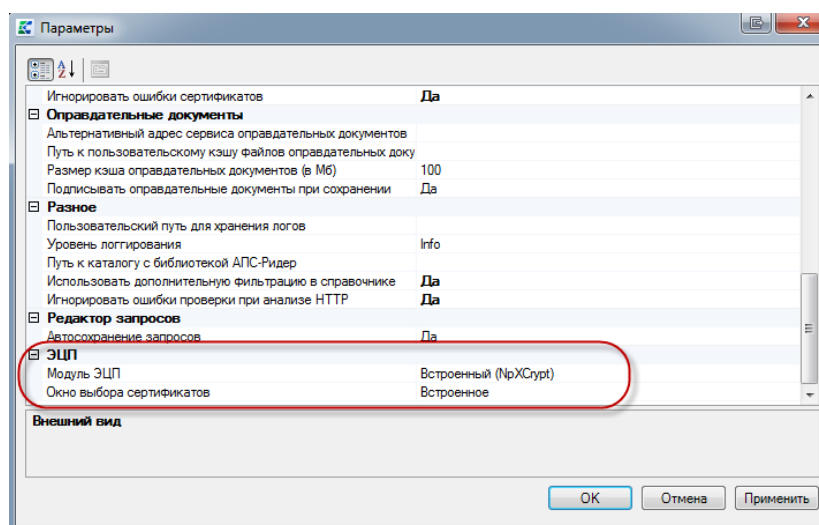 Параметры
Игнорировать ошибки сертификатов Да
Оправдательные документы
Альтернативный адрес сервиса оправдательных документов
Путь к пользовательскому кэшу файлов оправдательных доку
Размер кэша оправдательных документов (в Мб) 100
Подписывать оправдательные документы при сохранении Да
Разное
Пользовательский путь для хранения логов
Уровень логгирования Info
Путь к каталогу с библиотекой АПС-Ридер
Использовать дополнительную фильтрацию в справочнике Да
Игнорировать ошибки проверки при анализе HTTP Да
Редактор запросов
Автосохранение запросов Да
ЭЦП
Модуль ЭЦП Встроенный (NpXCrypt)
Окно выбора сертификатов Встроенное
Внешний вид
OK Отмена Применить